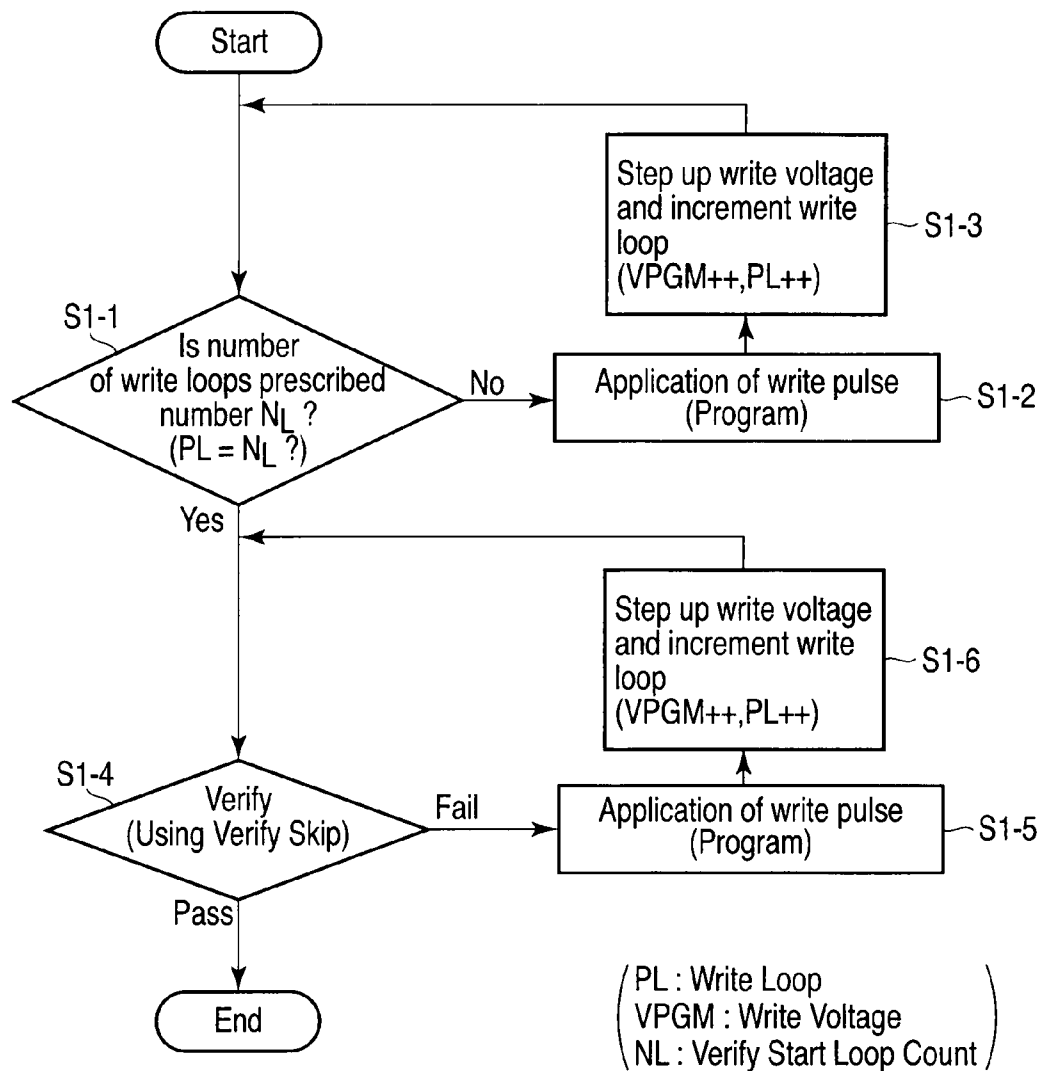 Start
Step up write voltage
and increment write
loop
(VPGM++,PL++)
S1-3
S1-1
Is number
of write loops prescribed
number NL ?
(PL = NL ?)
No
Application of write pulse
(Program)
S1-2
Yes
Step up write voltage
and increment write
loop
(VPGM++,PL++)
S1-6
S1-4
Verify
(Using Verify Skip)
Fail
Application of write pulse
(Program)
S1-5
Pass
End
PL : Write Loop
VPGM : Write Voltage
NL : Verify Start Loop Count